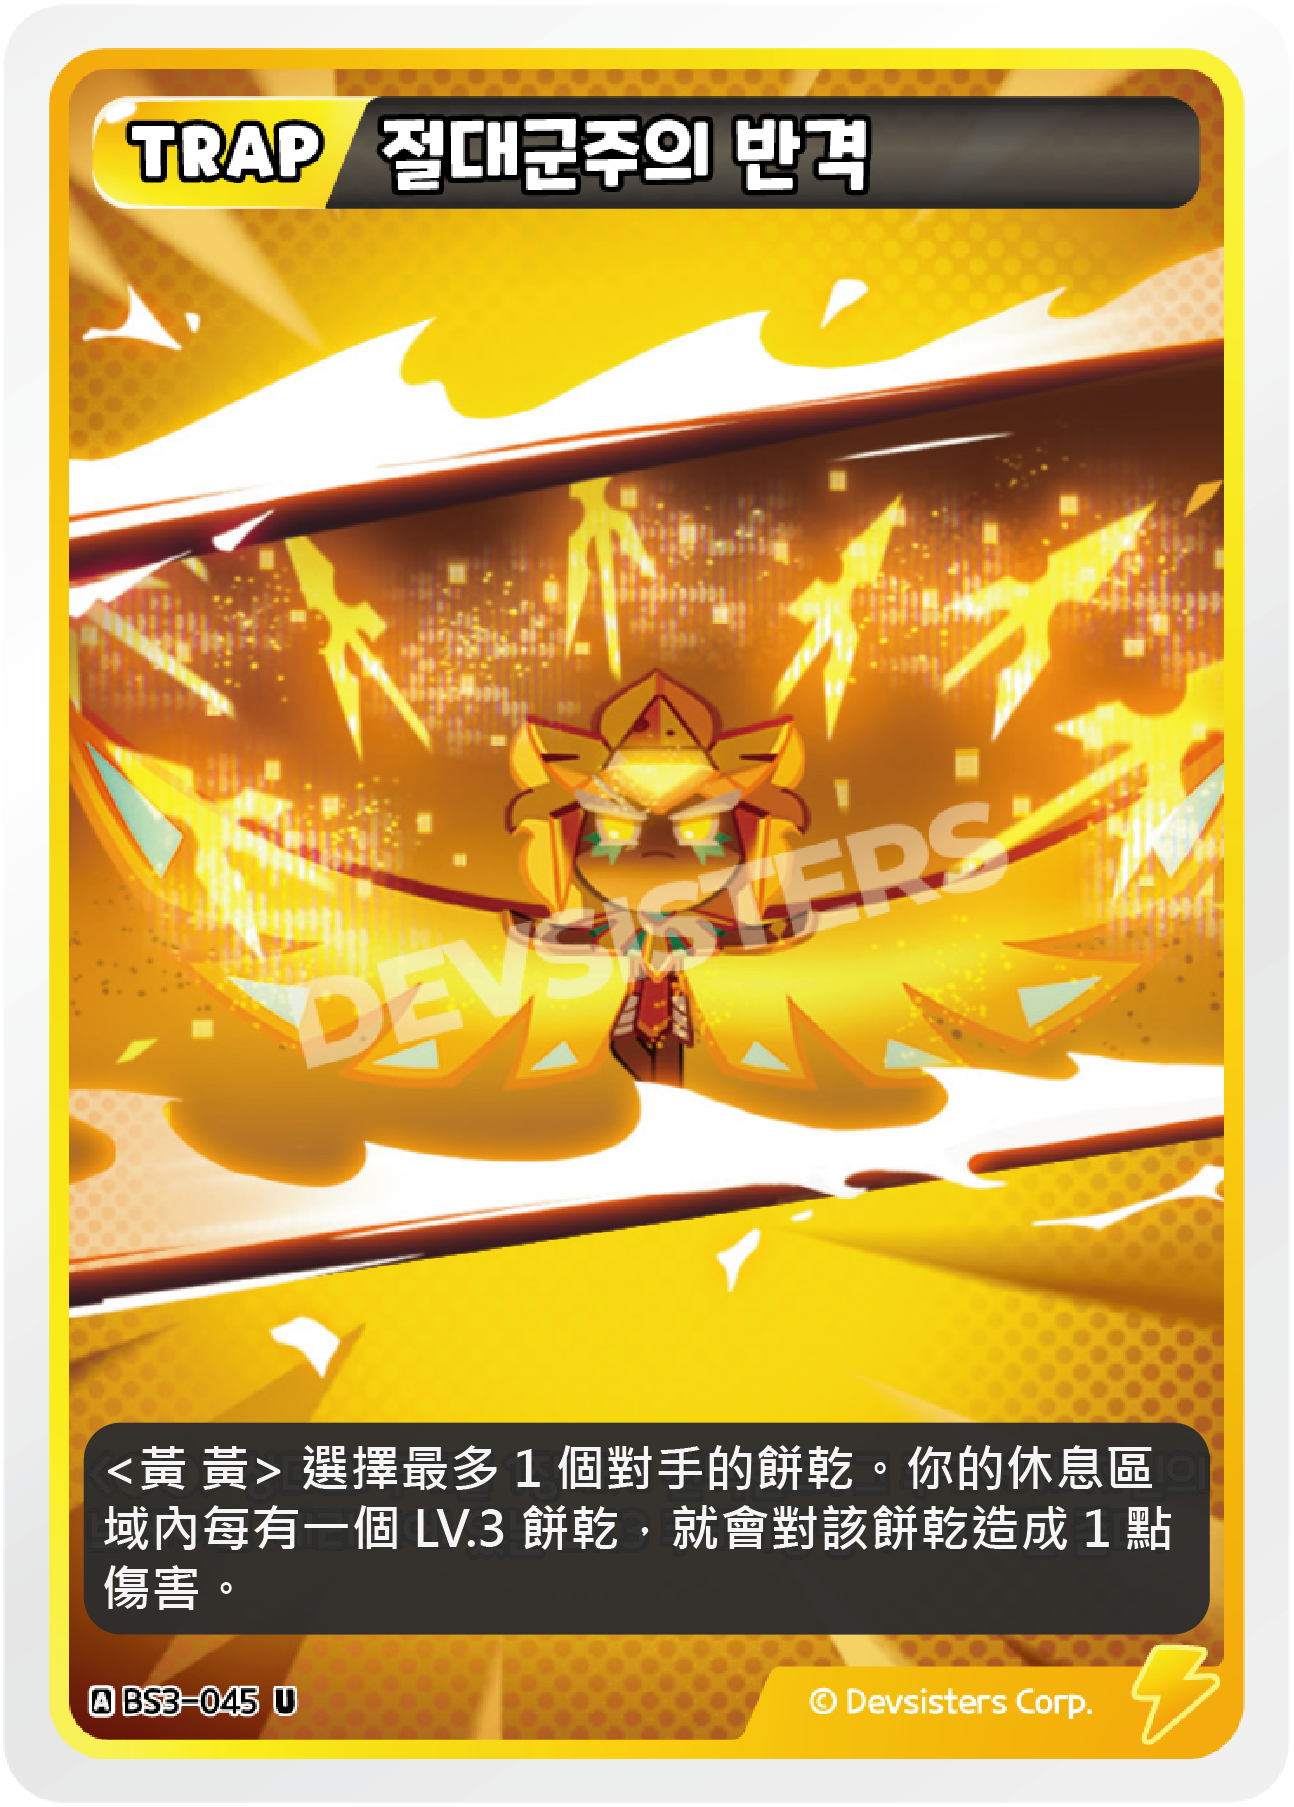 TRAP 절대군주의 반격
DEVSISTERS
<黃 黃> 選擇最多 1 個對手的餅乾。你的休息區
域內每有一個 LV.3 餅乾，就會對該餅乾造成 1 點
傷害。
A BS3-045 U
© Devsisters Corp.